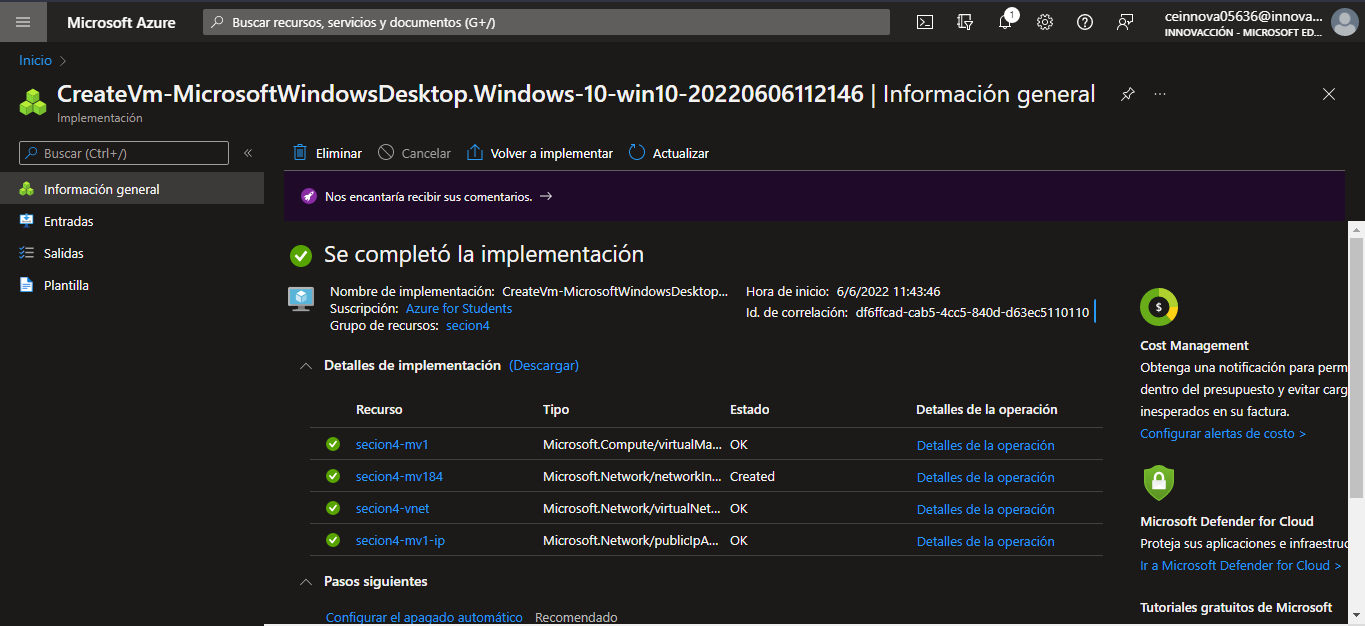 Microsoft Azure
Buscar recursos, servicios y documentos (G+/)
1
ceinnova05636@innova...
INNOVACCIÓN - MICROSOFT ED...
Inicio >
CreateVm-MicrosoftWindowsDesktop.Windows-10-win10-20220606112146 | Información general
...
Implementación
Buscar (Ctrl+/)
«
Eliminar
Cancelar
Volver a implementar
Actualizar
Información general
Entradas
Salidas
Plantilla
Nos encantaría recibir sus comentarios. →
Se completó la implementación
Nombre de implementación: CreateVm-MicrosoftWindowsDesktop...
Suscripción: Azure for Students
Grupo de recursos: secion4
Hora de inicio: 6/6/2022 11:43:46
Id. de correlación: df6ffcad-cab5-4cc5-840d-d63ec5110110
Detalles de implementación (Descargar)
Recurso Tipo Estado Detalles de la operación
secion4-mv1 Microsoft.Compute/virtualMa... OK Detalles de la operación
secion4-mv184 Microsoft.Network/networkIn... Created Detalles de la operación
secion4-vnet Microsoft.Network/virtualNet... OK Detalles de la operación
secion4-mv1-ip Microsoft.Network/publicIpA... OK Detalles de la operación
Pasos siguientes
Configurar el apagado automático Recomendado
$
Cost Management
Obtenga una notificación para perm
dentro del presupuesto y evitar carg
inesperados en su factura.
Configurar alertas de costo >
Microsoft Defender for Cloud
Proteja sus aplicaciones e infraestruc
Ir a Microsoft Defender for Cloud >
Tutoriales gratuitos de Microsoft